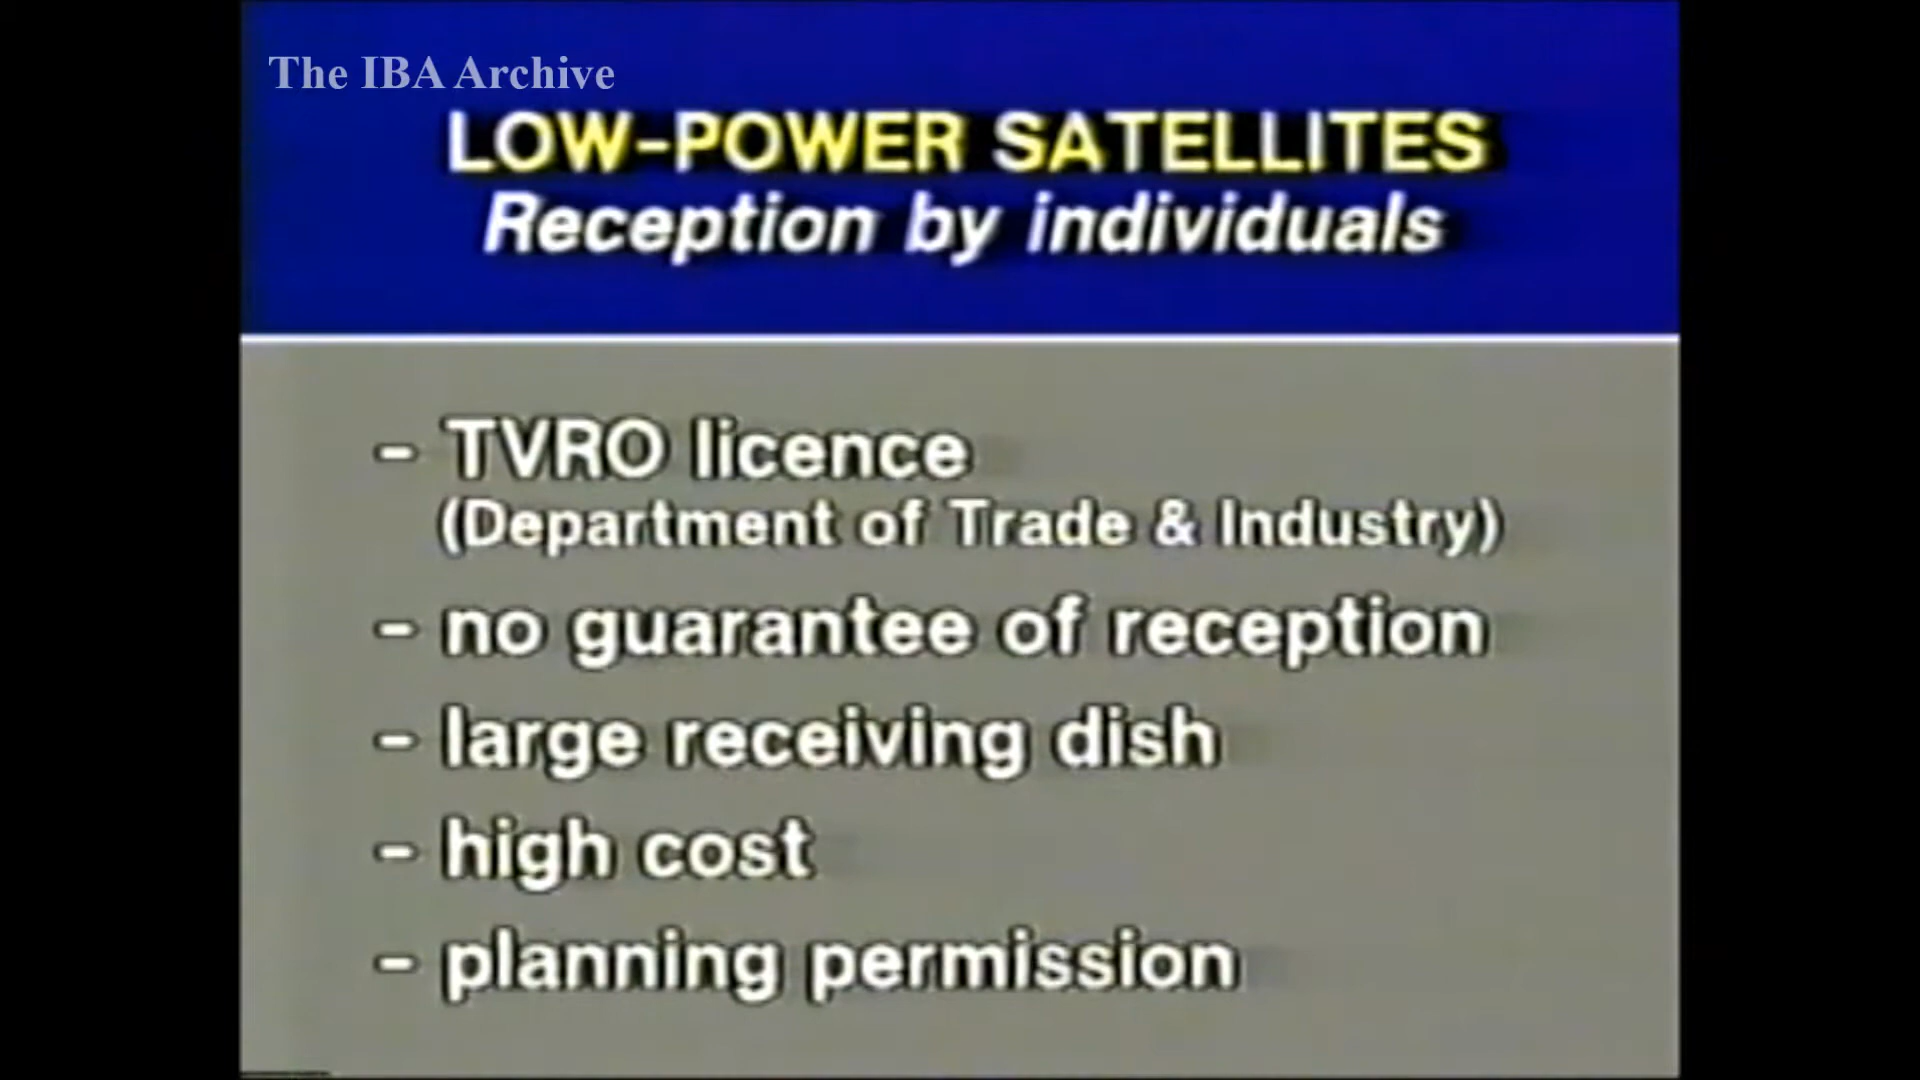 The IBA Archive
LOW-POWER SATELLITES
Reception by individuals
- TVRO licence
(Department of Trade & Industry)
- no guarantee of reception
- large receiving dish
- high cost
- planning permission